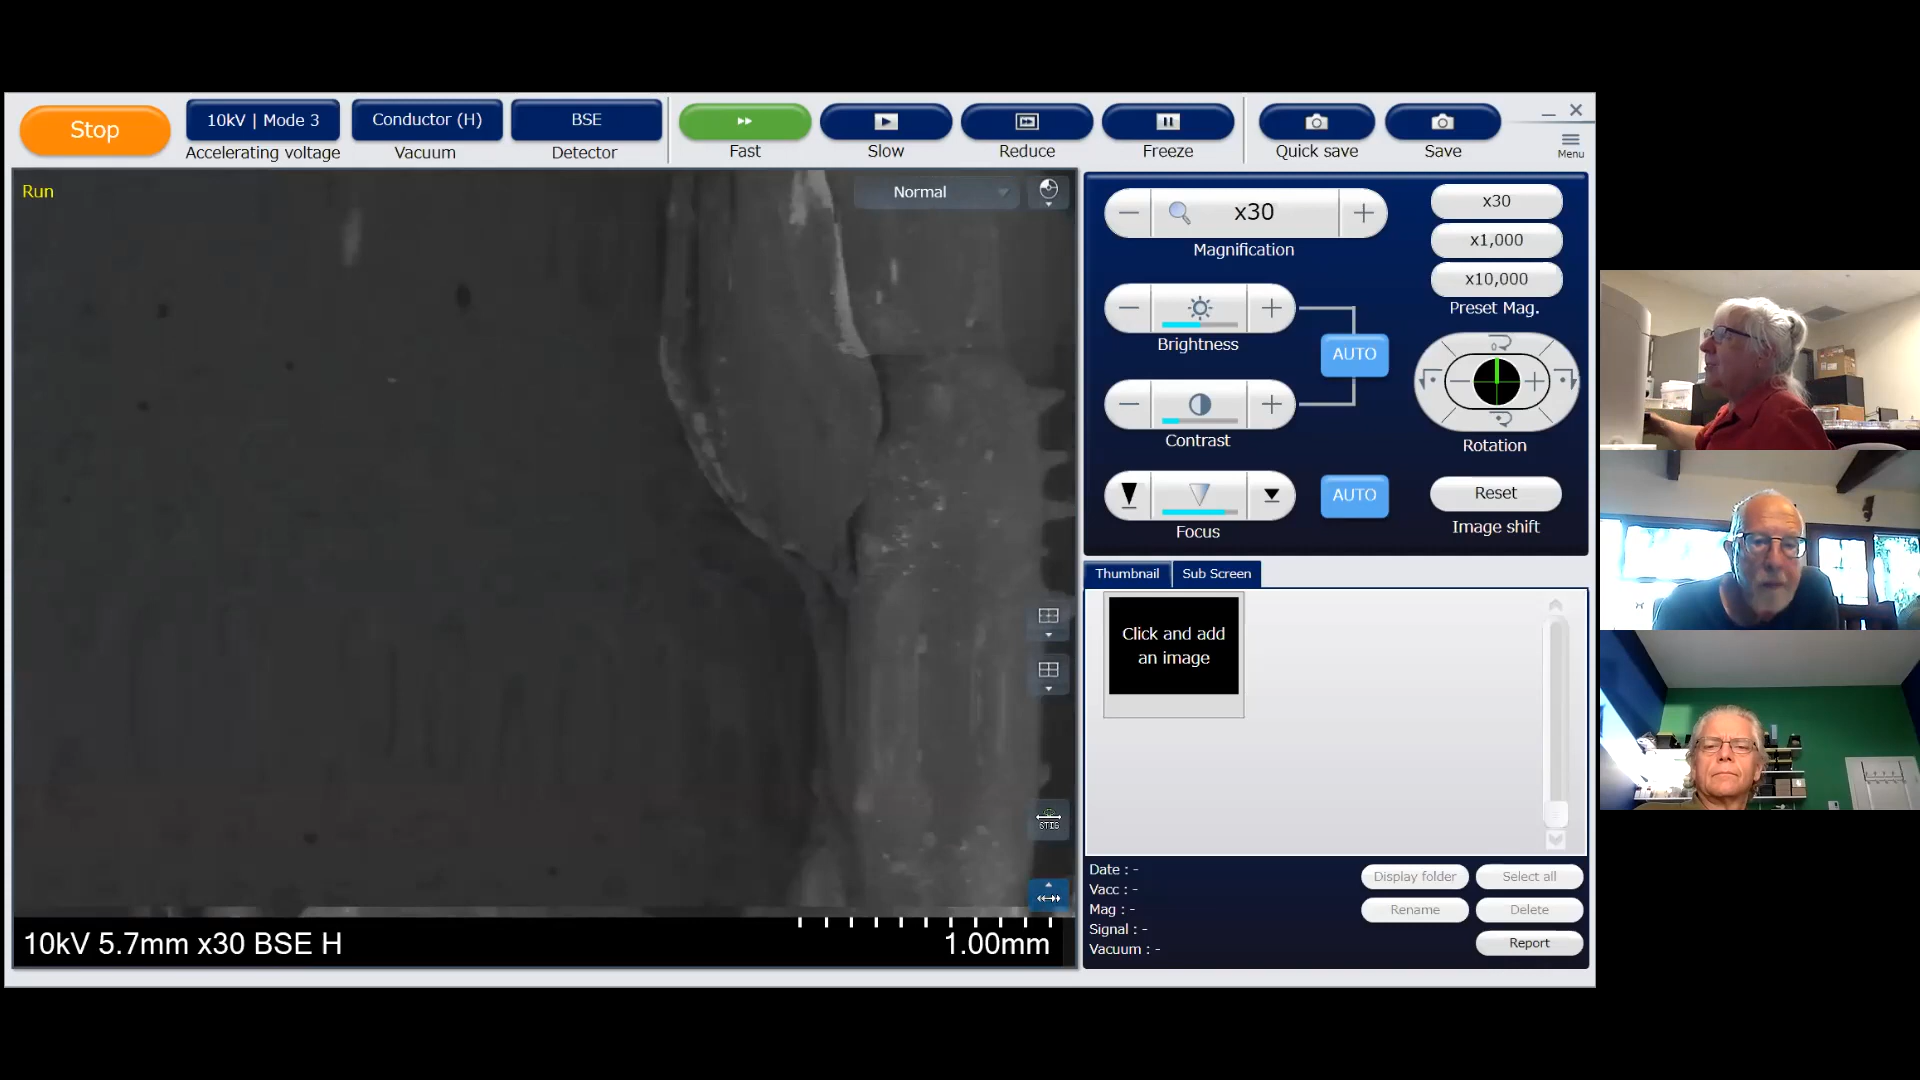 Stop
10kV | Mode 3
Accelerating voltage
Conductor (H)
Vacuum
BSE
Detector
Fast
Slow
Reduce
Freeze
Quick save
Save
Menu
Run
Normal
STIG
10kV 5.7mm x30 BSE H
1.00mm
x30
Magnification
x30
x1,000
x10,000
Preset Mag.
Brightness
AUTO
Contrast
Rotation
Focus
AUTO
Reset
Image shift
Thumbnail
Sub Screen
Click and add
an image
Date : -
Vacc : -
Mag : -
Signal : -
Vacuum : -
Display folder
Select all
Rename
Delete
Report